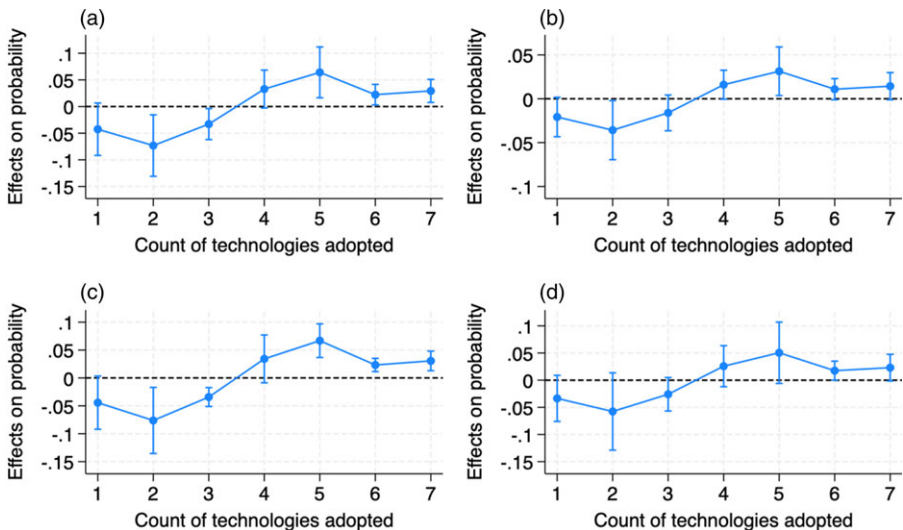 (a)
Effects on probability
.1
.05
0
-.05
-.1
-.15
1 2 3 4 5 6 7
Count of technologies adopted
(b)
Effects on probability
.05
0
-.05
-.1
1 2 3 4 5 6 7
Count of technologies adopted
(c)
Effects on probability
.1
.05
0
-.05
-.1
-.15
1 2 3 4 5 6 7
Count of technologies adopted
(d)
Effects on probability
.1
.05
0
-.05
-.1
-.15
1 2 3 4 5 6 7
Count of technologies adopted